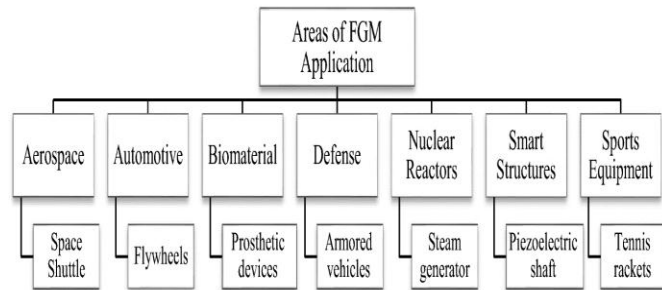 Areas of FGM
Application
Aerospace
Automotive
Biomaterial
Defense
Nuclear
Reactors
Smart
Structures
Sports
Equipment
Space
Shuttle
Flywheels
Prosthetic
devices
Armored
vehicles
Steam
generator
Piezoelectric
shaft
Tennis
rackets